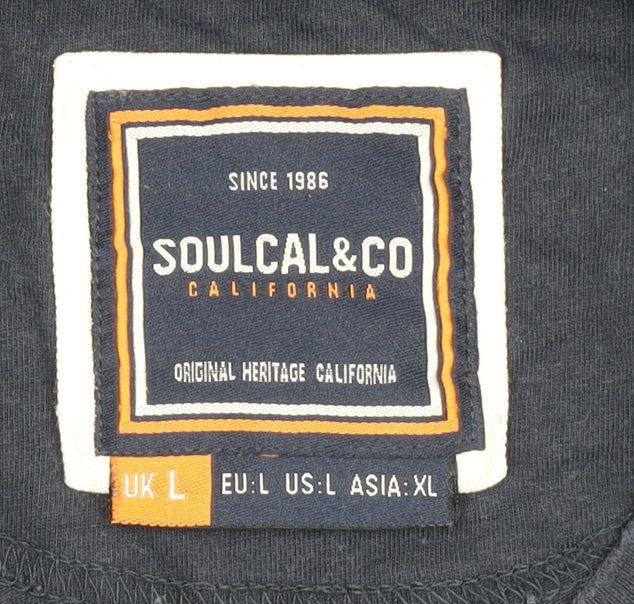 SINCE 1986
SOULCAL&CO
CALIFORNIA
ORIGINAL HERITAGE CALIFORNIA
UK L EU:L US:L ASIA:XL